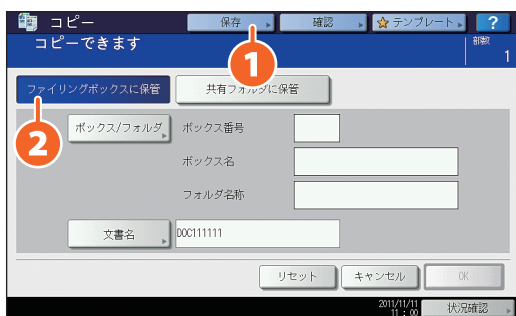 コピー 保存 確認 テンプレート ?
コピーできます 部数
1
1
ファイリングボックスに保管 共有フォルダに保管
2
ボックス/フォルダ ボックス番号
ボックス名
フォルダ名称
文書名 DOC111111
リセット キャンセル OK
2011/11/11
11:00 状況確認